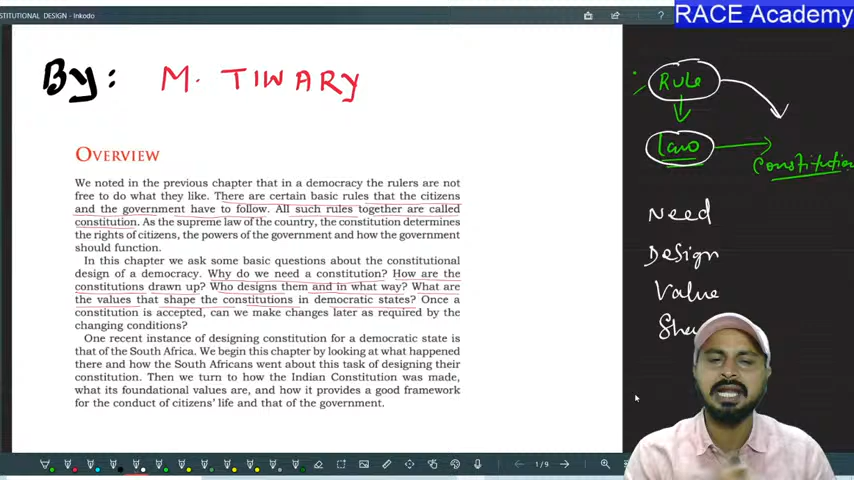 STITUTIONAL DESIGN - Inkodo
RACE Academy
By: M. TIWARY
OVERVIEW
We noted in the previous chapter that in a democracy the rulers are not
free to do what they like. There are certain basic rules that the citizens
and the government have to follow. All such rules together are called
constitution. As the supreme law of the country, the constitution determines
the rights of citizens, the powers of the government and how the government
should function.
In this chapter we ask some basic questions about the constitutional
design of a democracy. Why do we need a constitution? How are the
constitutions drawn up? Who designs them and in what way? What are
the values that shape the constitutions in democratic states? Once a
constitution is accepted, can we make changes later as required by the
changing conditions?
One recent instance of designing constitution for a democratic state is
that of the South Africa. We begin this chapter by looking at what happened
there and how the South Africans went about this task of designing their
constitution. Then we turn to how the Indian Constitution was made,
what its foundational values are, and how it provides a good framework
for the conduct of citizens' life and that of the government.
Rule
Law
Constitution
Need
Design
Value
1/9